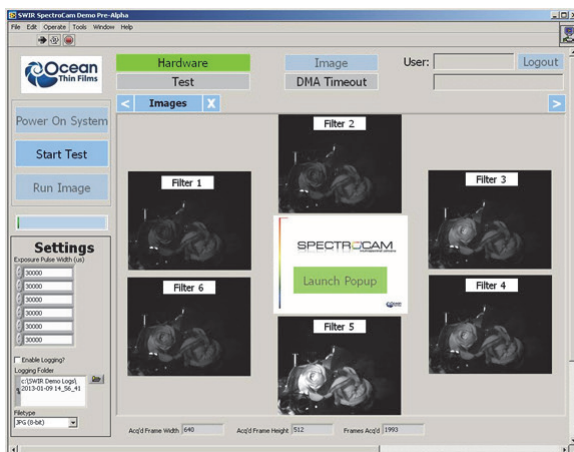 SWIR SpectroCam Demo Pre-Alpha
File Edit Operate Tools Window Help
Ocean
Thin Films
Hardware
Image
User:
Logout
Test
DMA Timeout
< Images X >
Power On System
Start Test
Run Image
Filter 2
Filter 1
Filter 3
SPECTROCAM
Launch Popup
Filter 6
Filter 4
Filter 5
Settings
Exposure Pulse Width (us)
30000
30000
30000
30000
30000
30000
Enable Logging?
Logging Folder
c:\SWIR Demo Logs\
2013-01-09 14_56_41
Filetype
JPG (8-bit)
Acq'd Frame Width 640 Acq'd Frame Height 512 Frames Acq'd 1993